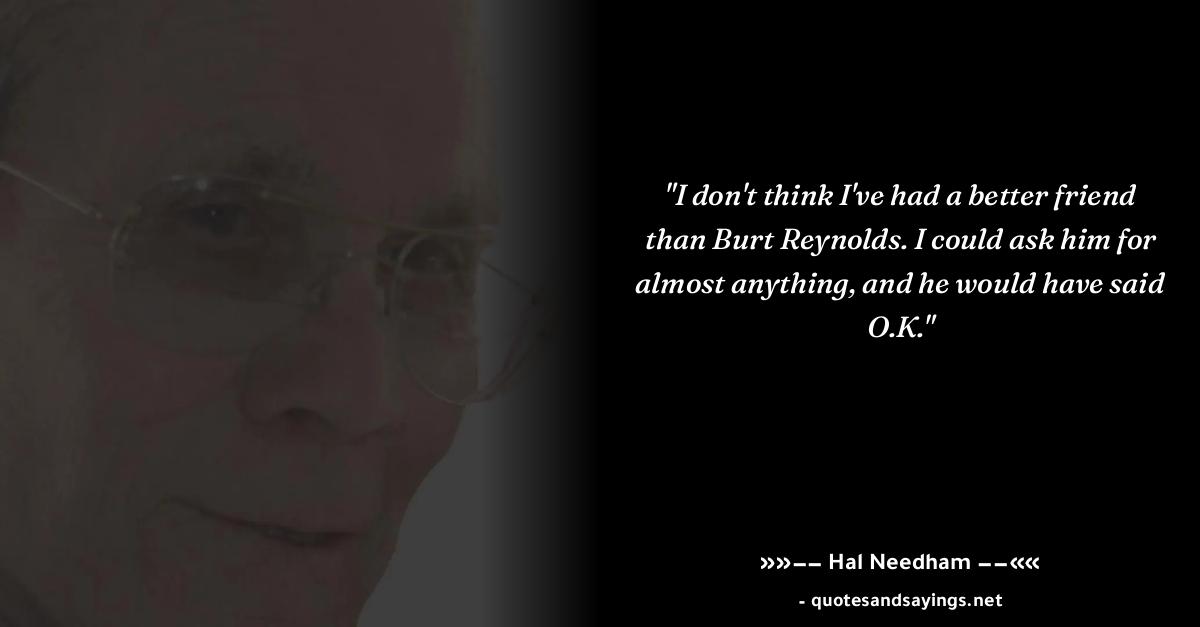 "I don't think I've had a better friend
than Burt Reynolds. I could ask him for
almost anything, and he would have said
O.K."
»»–– Hal Needham ––««
- quotesandsayings.net